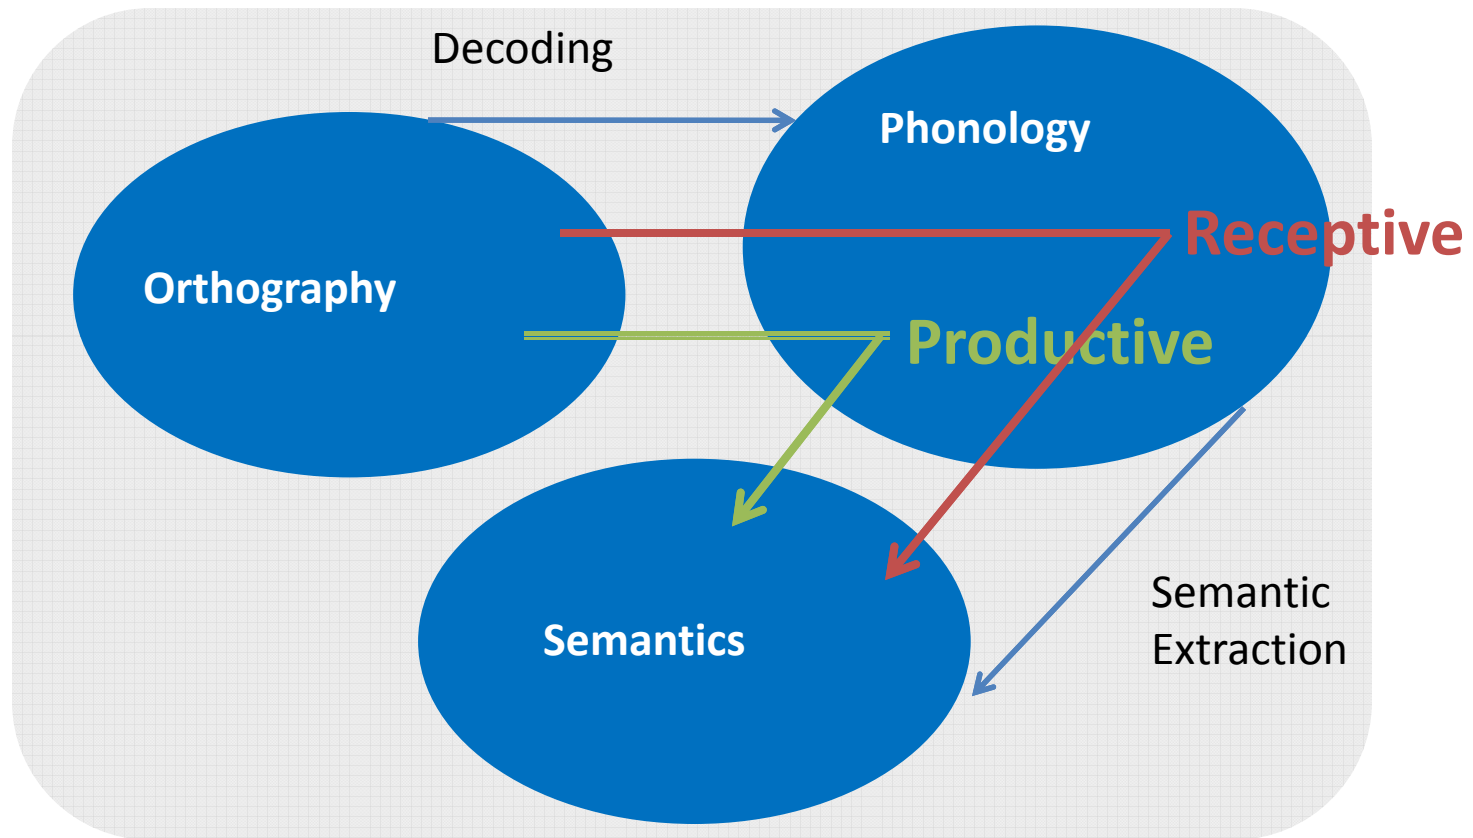 Decoding
Phonology
Receptive
Orthography
Productive
Semantic
Extraction
Semantics